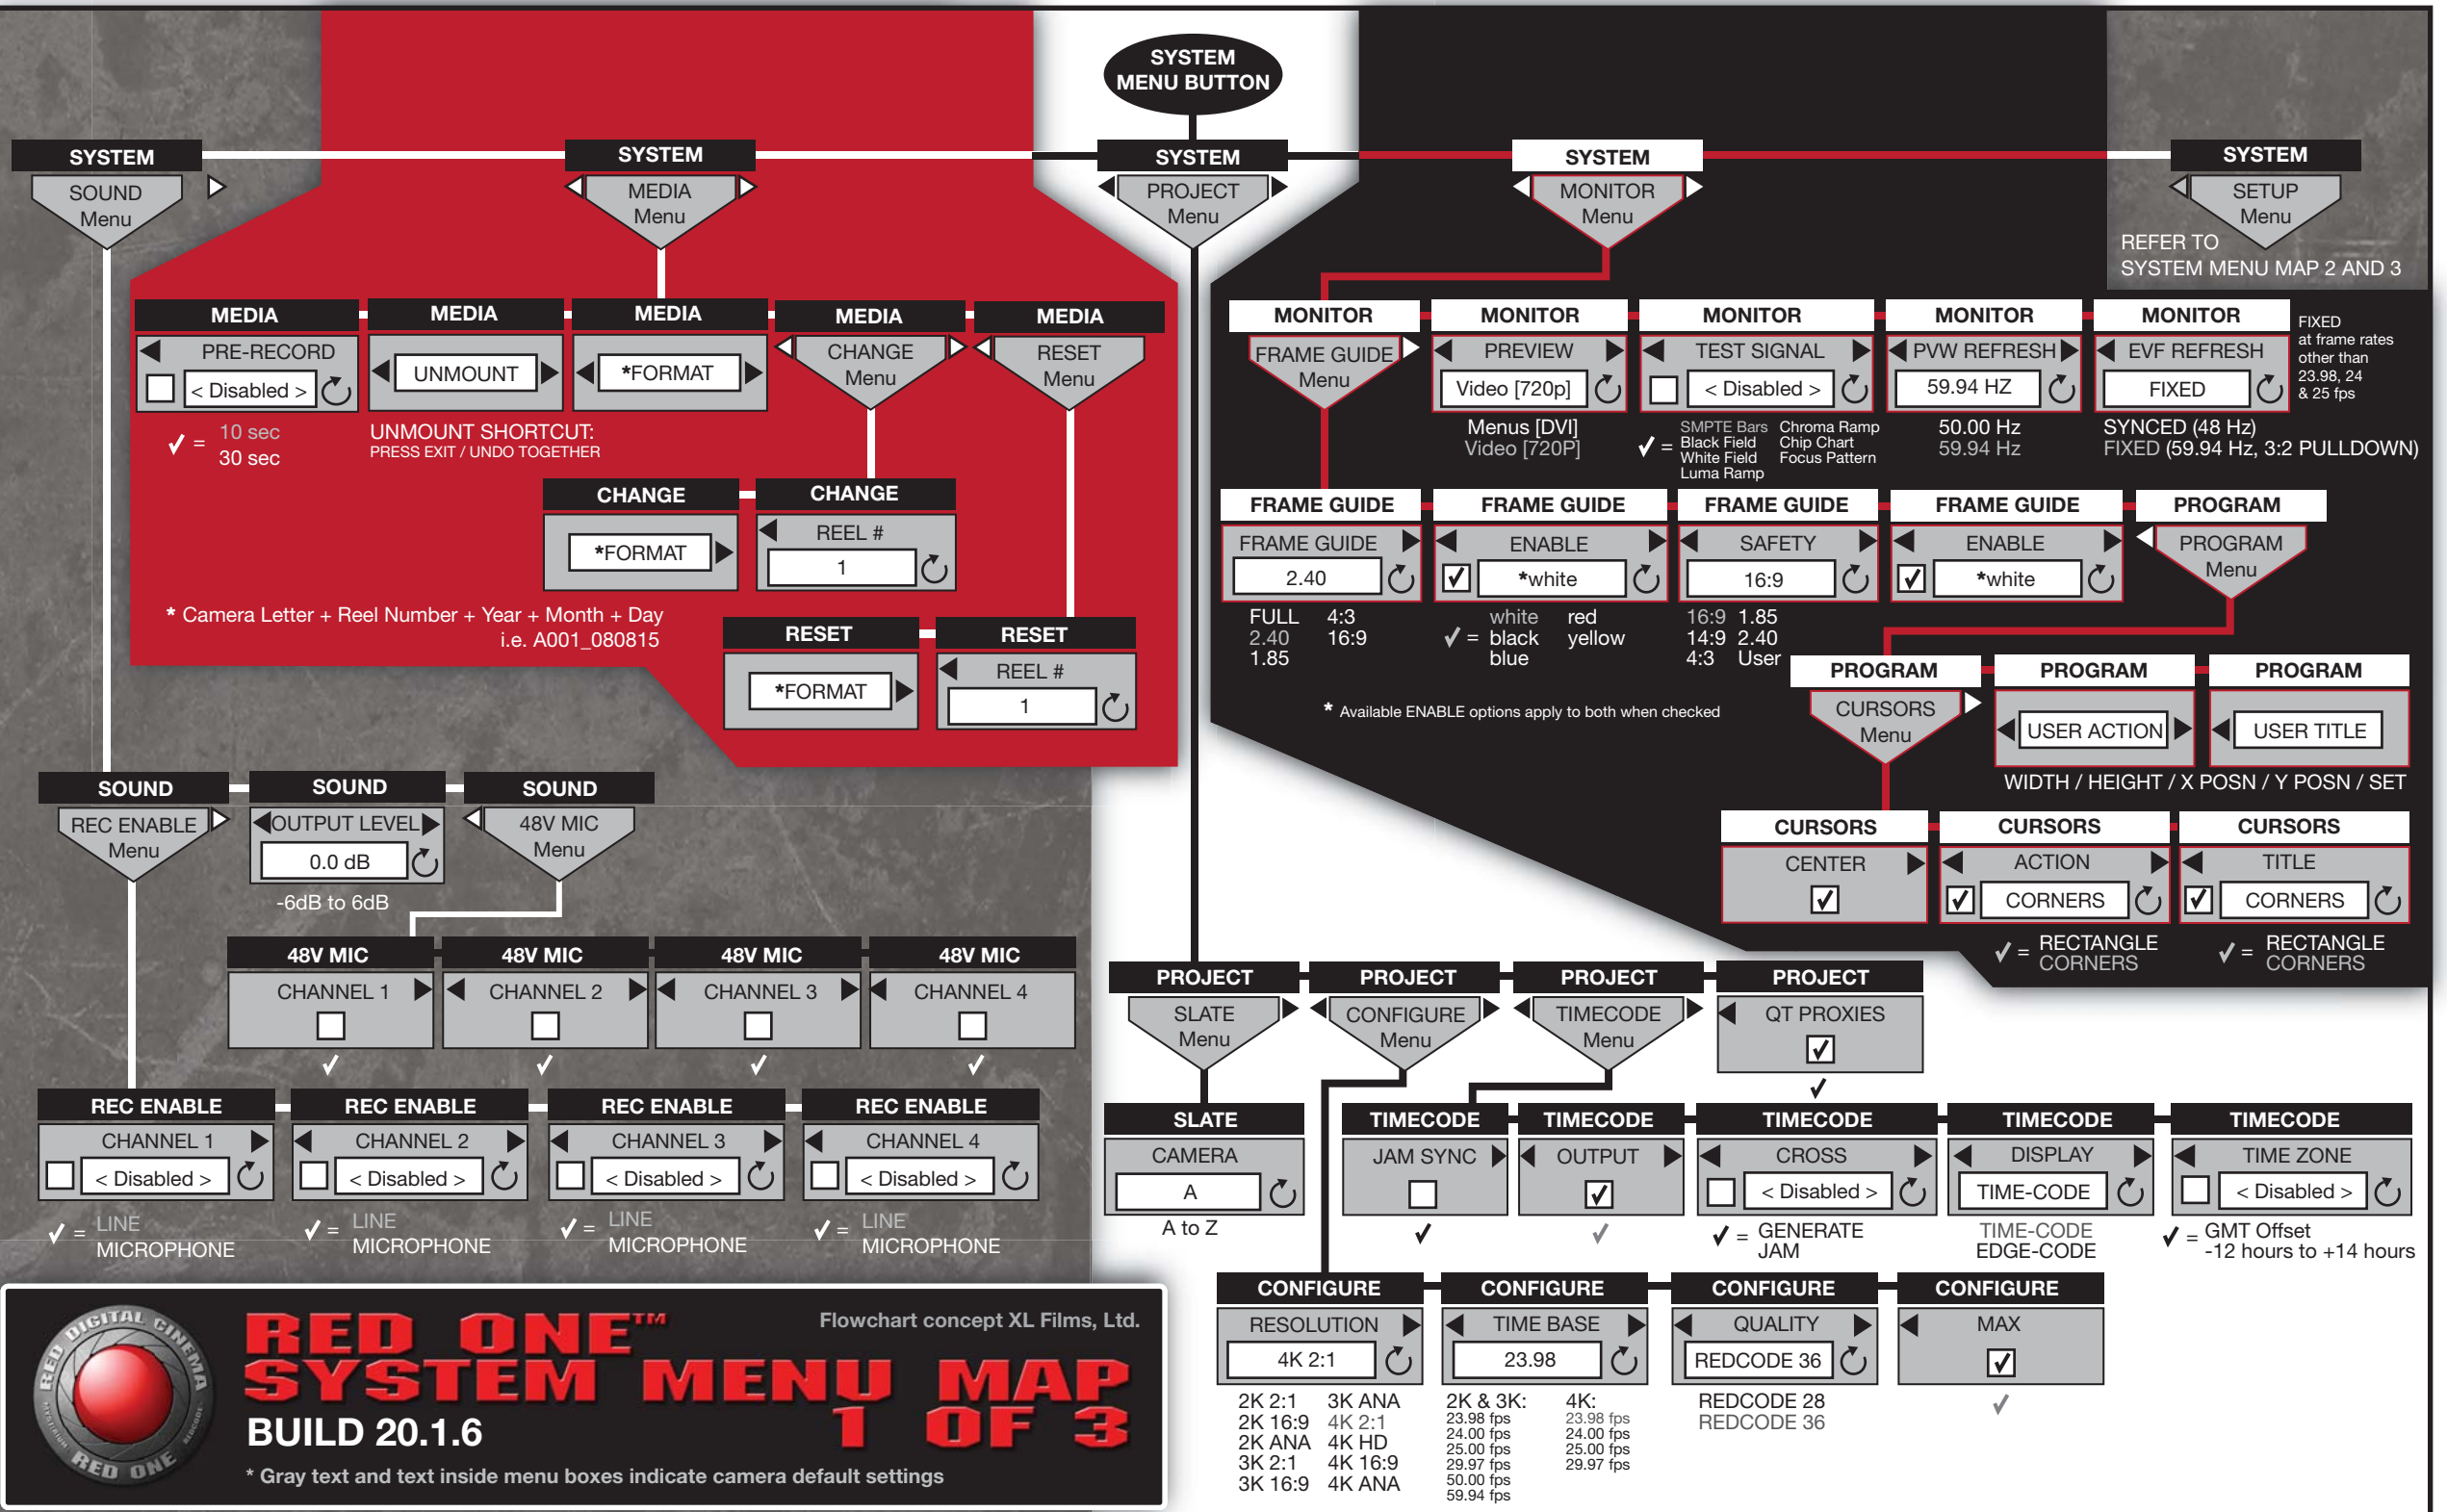 SYSTEM
MENU BUTTON
SYSTEM
SOUND
Menu
SYSTEM
MEDIA
Menu
SYSTEM
PROJECT
Menu
SYSTEM
MONITOR
Menu
SYSTEM
SETUP
Menu
REFER TO
SYSTEM MENU MAP 2 AND 3
MEDIA
PRE-RECORD
< Disabled >
✓ = 10 sec
30 sec
MEDIA
UNMOUNT
UNMOUNT SHORTCUT:
PRESS EXIT / UNDO TOGETHER
MEDIA
*FORMAT
MEDIA
CHANGE
Menu
MEDIA
RESET
Menu
CHANGE
*FORMAT
CHANGE
REEL #
1
* Camera Letter + Reel Number + Year + Month + Day
i.e. A001_080815
RESET
*FORMAT
RESET
REEL #
1
MONITOR
FRAME GUIDE
Menu
MONITOR
PREVIEW
Video [720p]
Menus [DVI]
Video [720P]
MONITOR
TEST SIGNAL
< Disabled >
✓ = SMPTE Bars
Black Field
White Field
Luma Ramp
Chroma Ramp
Chip Chart
Focus Pattern
MONITOR
PVW REFRESH
59.94 HZ
50.00 Hz
59.94 Hz
MONITOR
EVF REFRESH
FIXED
SYNCED (48 Hz)
FIXED (59.94 Hz, 3:2 PULLDOWN)
FIXED
at frame rates
other than
23.98, 24
& 25 fps
FRAME GUIDE
FRAME GUIDE
2.40
FULL 4:3
2.40 16:9
1.85
FRAME GUIDE
ENABLE
*white
white red
✓ = black yellow
blue
FRAME GUIDE
SAFETY
16:9
16:9 1.85
14:9 2.40
4:3 User
FRAME GUIDE
ENABLE
*white
PROGRAM
PROGRAM
Menu
* Available ENABLE options apply to both when checked
PROGRAM
CURSORS
Menu
PROGRAM
USER ACTION
PROGRAM
USER TITLE
WIDTH / HEIGHT / X POSN / Y POSN / SET
CURSORS
CENTER
CURSORS
ACTION
CORNERS
✓ = RECTANGLE
CORNERS
CURSORS
TITLE
CORNERS
✓ = RECTANGLE
CORNERS
SOUND
REC ENABLE
Menu
SOUND
OUTPUT LEVEL
0.0 dB
-6dB to 6dB
SOUND
48V MIC
Menu
48V MIC
CHANNEL 1
✓
48V MIC
CHANNEL 2
✓
48V MIC
CHANNEL 3
✓
48V MIC
CHANNEL 4
✓
REC ENABLE
CHANNEL 1
< Disabled >
✓ = LINE
MICROPHONE
REC ENABLE
CHANNEL 2
< Disabled >
✓ = LINE
MICROPHONE
REC ENABLE
CHANNEL 3
< Disabled >
✓ = LINE
MICROPHONE
REC ENABLE
CHANNEL 4
< Disabled >
✓ = LINE
MICROPHONE
PROJECT
SLATE
Menu
PROJECT
CONFIGURE
Menu
PROJECT
TIMECODE
Menu
PROJECT
QT PROXIES
✓
SLATE
CAMERA
A
A to Z
TIMECODE
JAM SYNC
✓
TIMECODE
OUTPUT
✓
TIMECODE
CROSS
< Disabled >
✓ = GENERATE
JAM
TIMECODE
DISPLAY
TIME-CODE
TIME-CODE
EDGE-CODE
TIMECODE
TIME ZONE
< Disabled >
✓ = GMT Offset
-12 hours to +14 hours
CONFIGURE
RESOLUTION
4K 2:1
2K 2:1 3K ANA
2K 16:9 4K 2:1
2K ANA 4K HD
3K 2:1 4K 16:9
3K 16:9 4K ANA
CONFIGURE
TIME BASE
23.98
2K & 3K:
23.98 fps
24.00 fps
25.00 fps
29.97 fps
50.00 fps
59.94 fps
4K:
23.98 fps
24.00 fps
25.00 fps
29.97 fps
CONFIGURE
QUALITY
REDCODE 36
REDCODE 28
REDCODE 36
CONFIGURE
MAX
✓
RED DIGITAL CINEMA
MYSTERIUM
REDCODE
RED ONE
Flowchart concept XL Films, Ltd.
RED ONE™
SYSTEM MENU MAP
1 OF 3
BUILD 20.1.6
* Gray text and text inside menu boxes indicate camera default settings